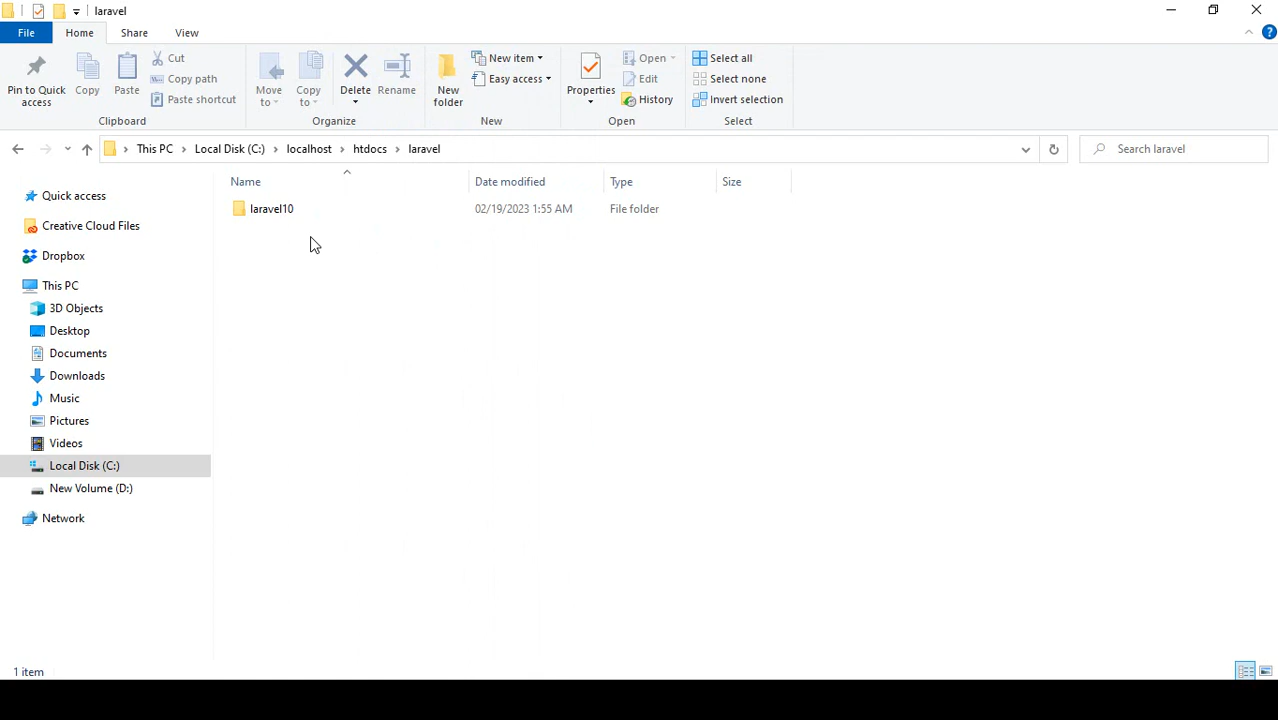 laravel
File Home Share View
Pin to Quick access
Copy
Paste
Cut
Copy path
Paste shortcut
Clipboard
Move to
Copy to
Delete
Rename
Organize
New folder
New item
Easy access
New
Properties
Open
Edit
History
Open
Select all
Select none
Invert selection
Select
This PC Local Disk (C:) localhost htdocs laravel
Search laravel
Name Date modified Type Size
laravel10 02/19/2023 1:55 AM File folder
Quick access
Creative Cloud Files
Dropbox
This PC
3D Objects
Desktop
Documents
Downloads
Music
Pictures
Videos
Local Disk (C:)
New Volume (D:)
Network
1 item